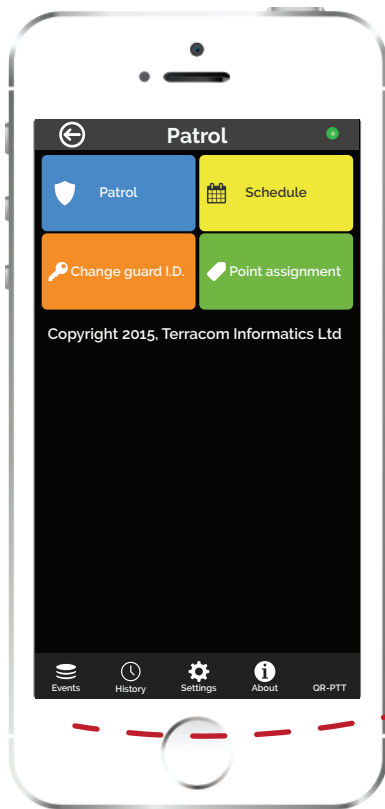 Patrol
Patrol
Schedule
Change guard I.D.
Point assignment
Copyright 2015, Terracom Informatics Ltd
Events
History
Settings
About
QR-PTT